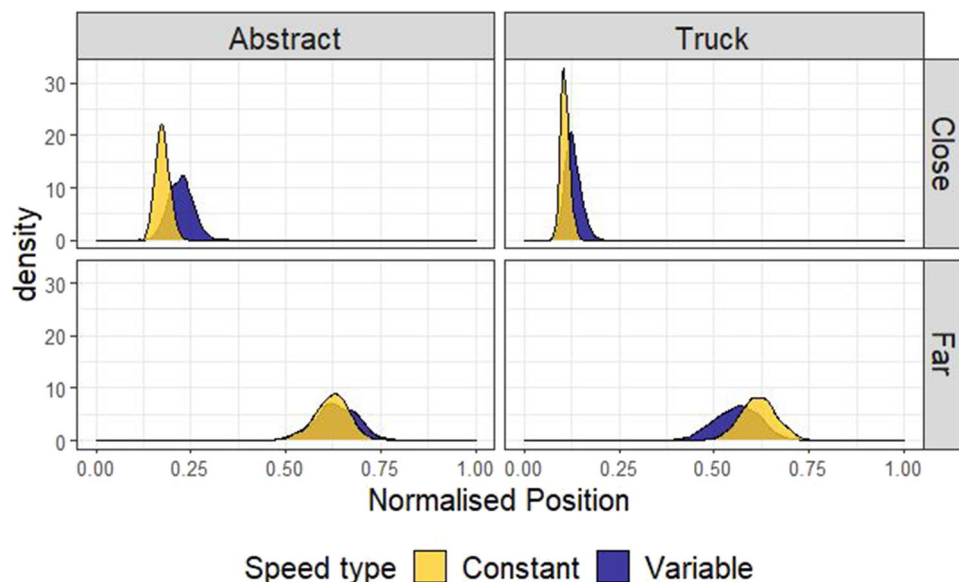 Abstract Truck
30
20
10
0
Close
density
30
20
10
0
Far
0.00 0.25 0.50 0.75 1.00 0.00 0.25 0.50 0.75 1.00
Normalised Position
Speed type Constant Variable